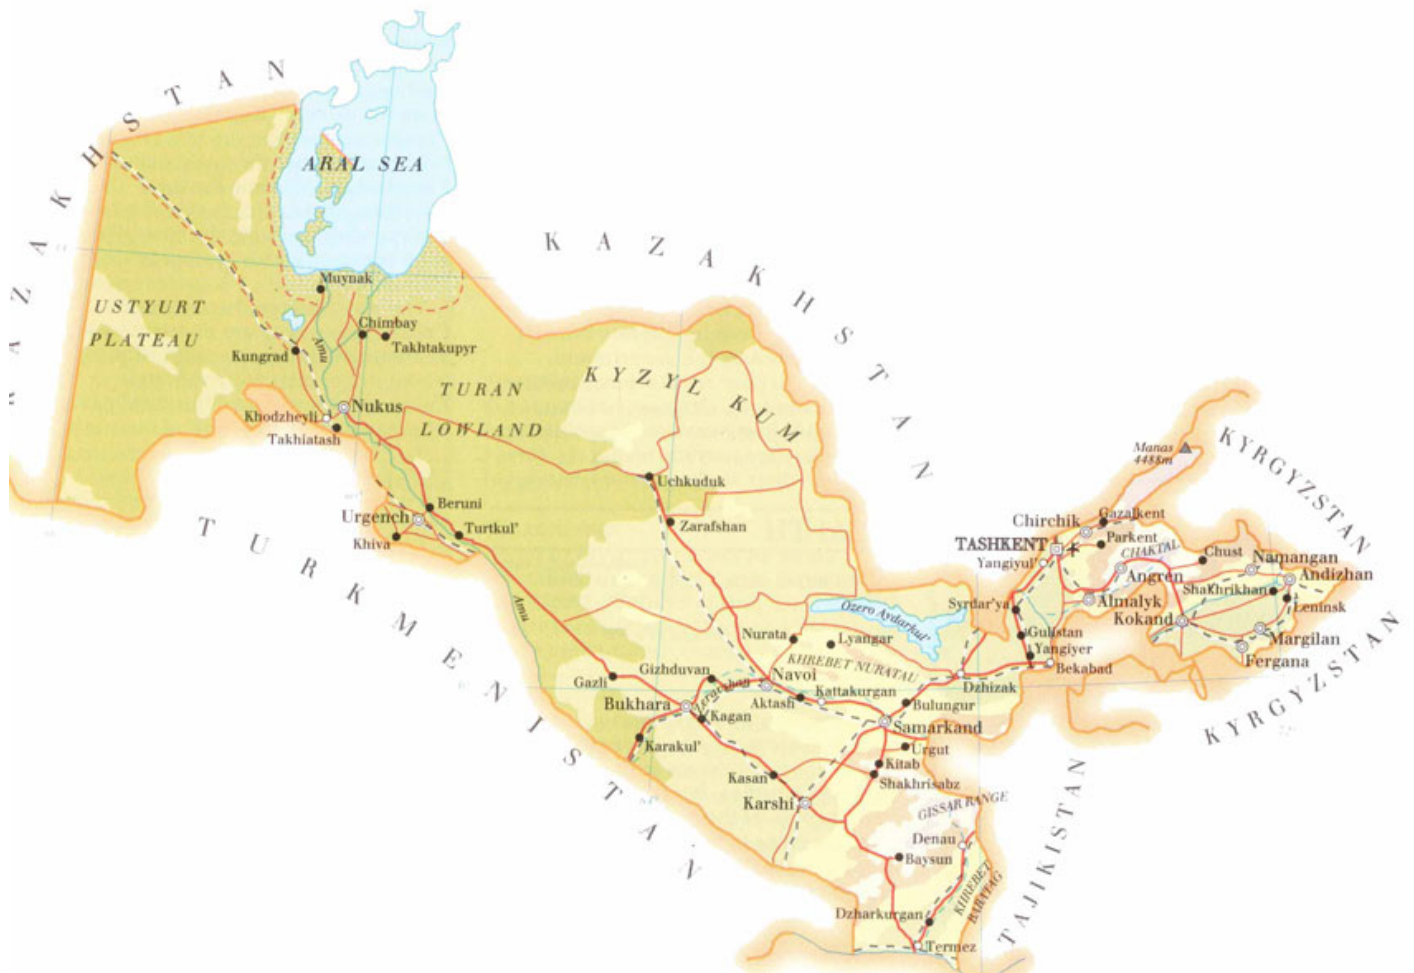 KAZAKHSTAN
ARAL SEA
KAZAKHSTAN
Muynak
USTYURT
PLATEAU
Chimbay
Takhtakupyr
Amu
Kungrad
TURAN
LOWLAND
KYZYL KUM
Nukus
Khodzheyli
Takhiatash
KYRGYZSTAN
Manas
4488m
Uchkuduk
Beruni
Urgench
Turtkul'
Khiva
Zarafshan
TURKMENISTAN
Chirchik
Gazalkent
TASHKENT
Parkent
Yangiyul'
CHAKTAL
Chust
Namangan
Angren
Andizhan
Shakhrikhan
Almalyk
Leninsk
Kokand
Margilan
Fergana
Amu
Ozero Aydarkul'
Syrdar'ya
Gulistan
Yangiyer
Bekabad
Nurata
Lyangar
KHREBET NURATAU
Gizhduvan
Gazli
Navoi
Zeravshan
Kattakurgan
Aktash
Dzhizak
Bukhara
Kagan
Bulungur
Samarkand
KYRGYZSTAN
Karakul'
Urgut
Kitab
Kasan
Shakhrisabz
Karshi
GISSAR RANGE
TAJIKISTAN
Denau
Baysun
KHREBET
BABATAG
Dzharkurgan
Termez